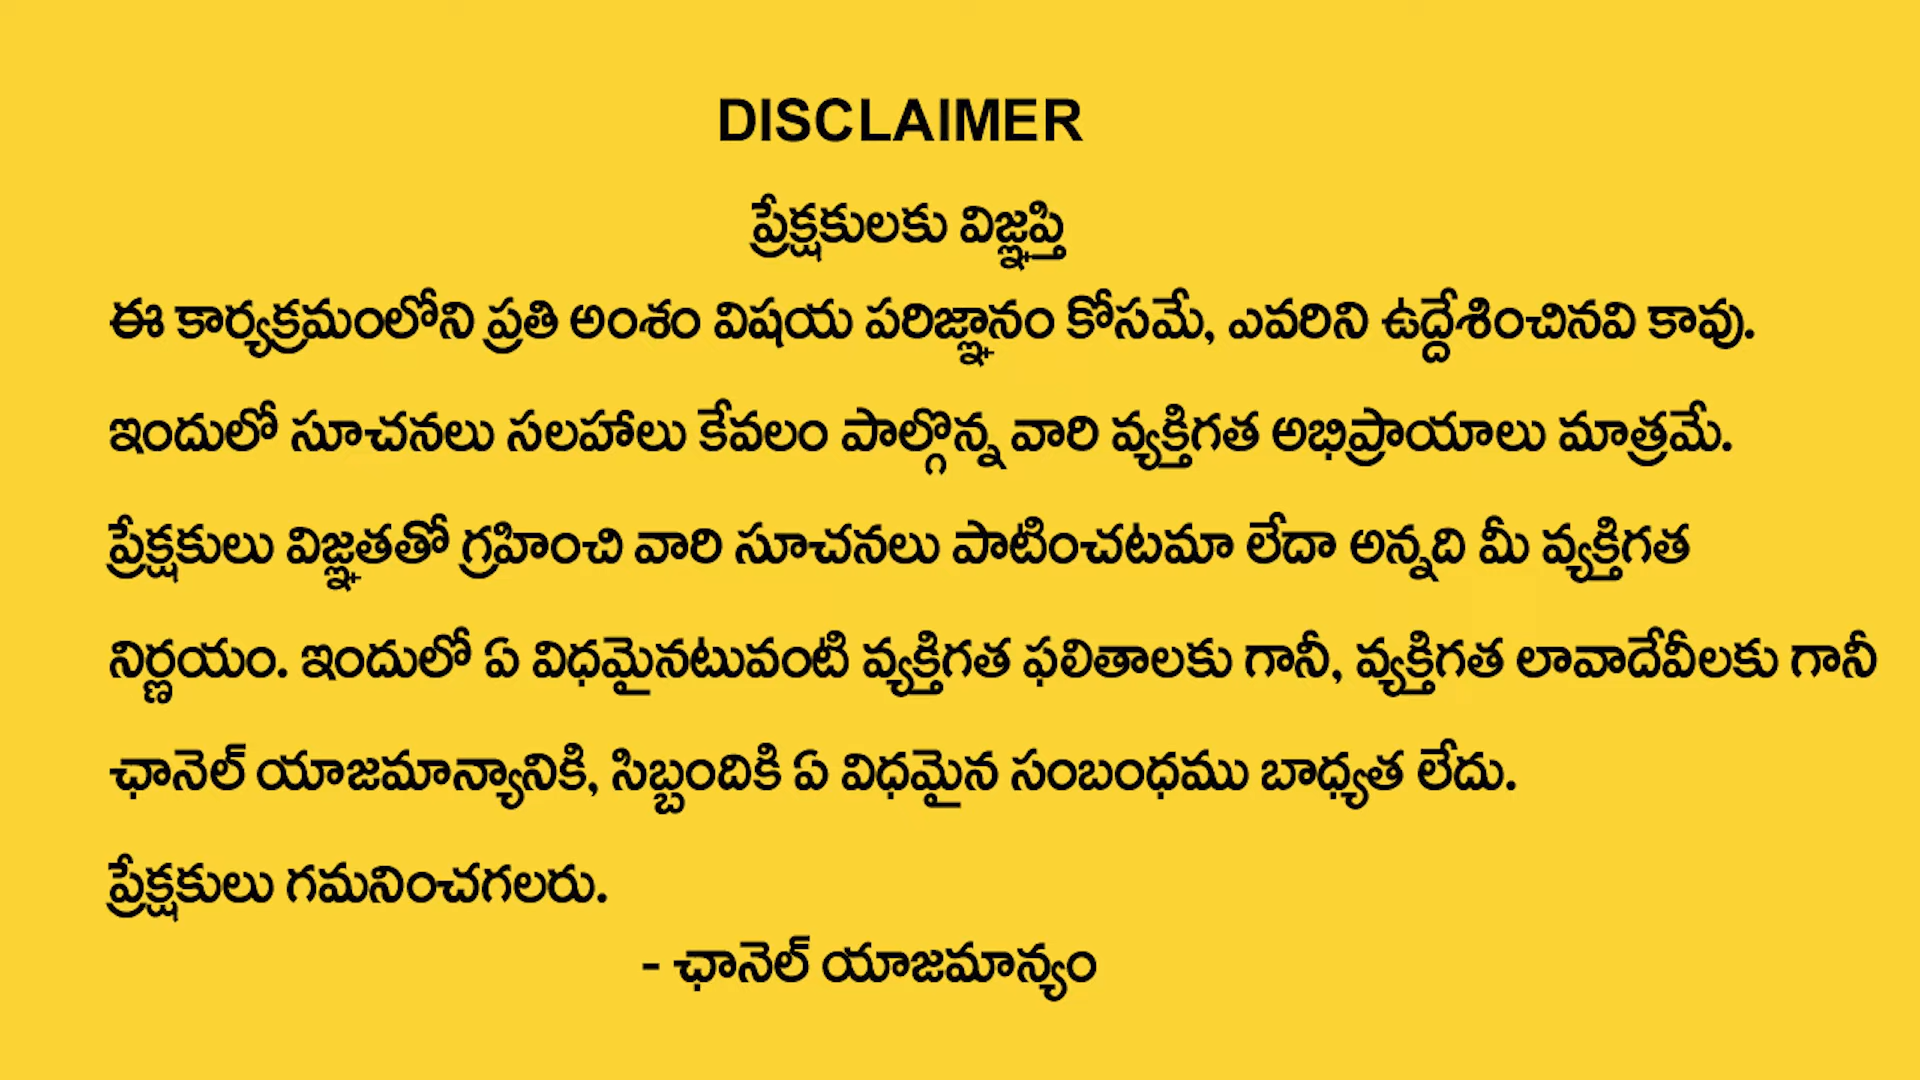 DISCLAIMER
ప్రేక్షకులకు విజ్ఞప్తి
ఈ కార్యక్రమంలోని ప్రతి అంశం విషయ పరిజ్ఞానం కోసమే, ఎవరిని ఉద్దేశించినవి కావు.
ఇందులో సూచనలు సలహాలు కేవలం పాల్గొన్న వారి వ్యక్తిగత అభిప్రాయాలు మాత్రమే.
ప్రేక్షకులు విజ్ఞతతో గ్రహించి వారి సూచనలు పాటించటమా లేదా అన్నది మీ వ్యక్తిగత
నిర్ణయం. ఇందులో ఏ విధమైనటువంటి వ్యక్తిగత ఫలితాలకు గానీ, వ్యక్తిగత లావాదేవీలకు గానీ
ఛానెల్ యాజమాన్యానికి, సిబ్బందికి ఏ విధమైన సంబంధము బాధ్యత లేదు.
ప్రేక్షకులు గమనించగలరు.
- ఛానెల్ యాజమాన్యం